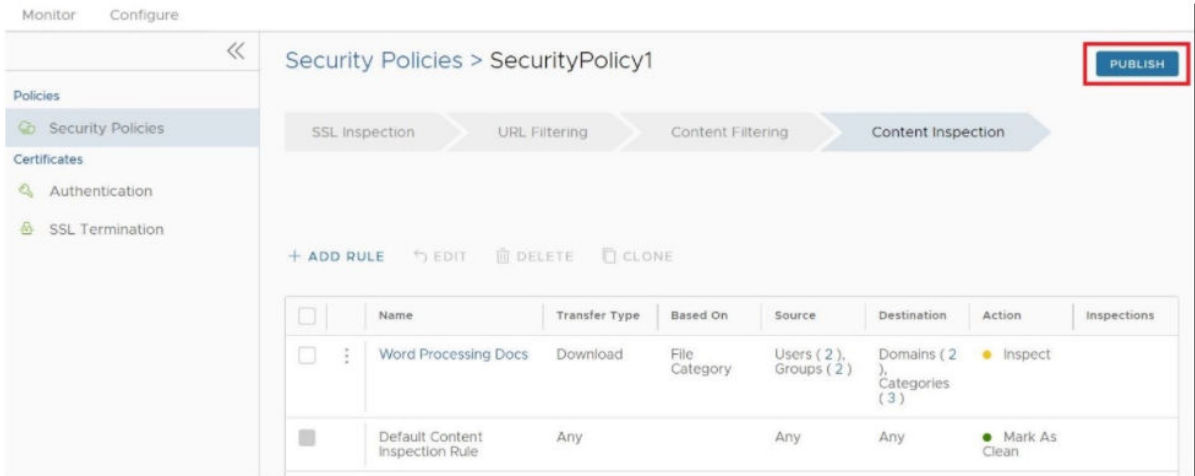 Monitor Configure
Security Policies > SecurityPolicy1
PUBLISH
Policies
Security Policies
Certificates
Authentication
SSL Termination
SSL Inspection URL Filtering Content Filtering Content Inspection
+ ADD RULE EDIT DELETE CLONE
Name Transfer Type Based On Source Destination Action Inspections
Word Processing Docs Download File Users ( 2 ), Domains ( 2 Inspect
Category Groups ( 2 ) ),
Categories
( 3 )
Default Content Any Any Any Mark As
Inspection Rule Clean